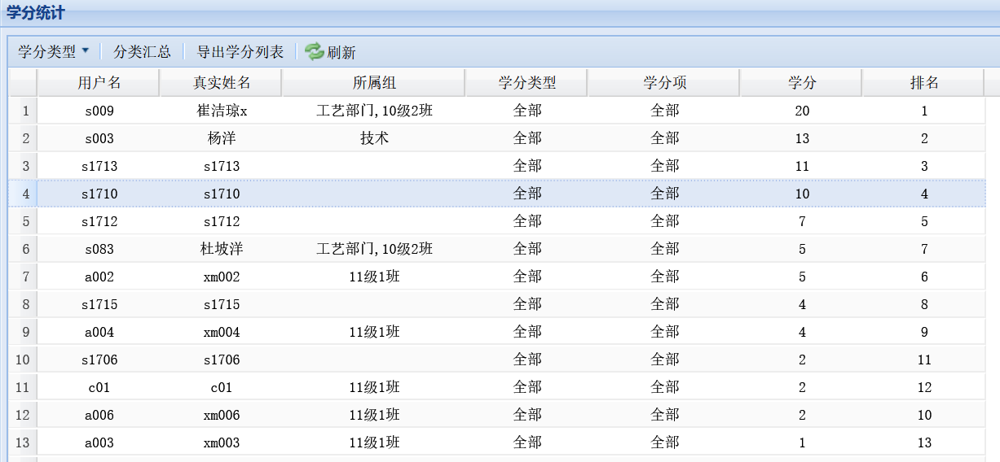 学分统计
学分类型 分类汇总 导出学分列表 刷新
用户名 真实姓名 所属组 学分类型 学分项 学分 排名
1 s009 崔洁琼x 工艺部门,10级2班 全部 全部 20 1
2 s003 杨洋 技术 全部 全部 13 2
3 s1713 s1713 全部 全部 11 3
4 s1710 s1710 全部 全部 10 4
5 s1712 s1712 全部 全部 7 5
6 s083 杜坡洋 工艺部门,10级2班 全部 全部 5 7
7 a002 xm002 11级1班 全部 全部 5 6
8 s1715 s1715 全部 全部 4 8
9 a004 xm004 11级1班 全部 全部 4 9
10 s1706 s1706 全部 全部 2 11
11 c01 c01 11级1班 全部 全部 2 12
12 a006 xm006 11级1班 全部 全部 2 10
13 a003 xm003 11级1班 全部 全部 1 13